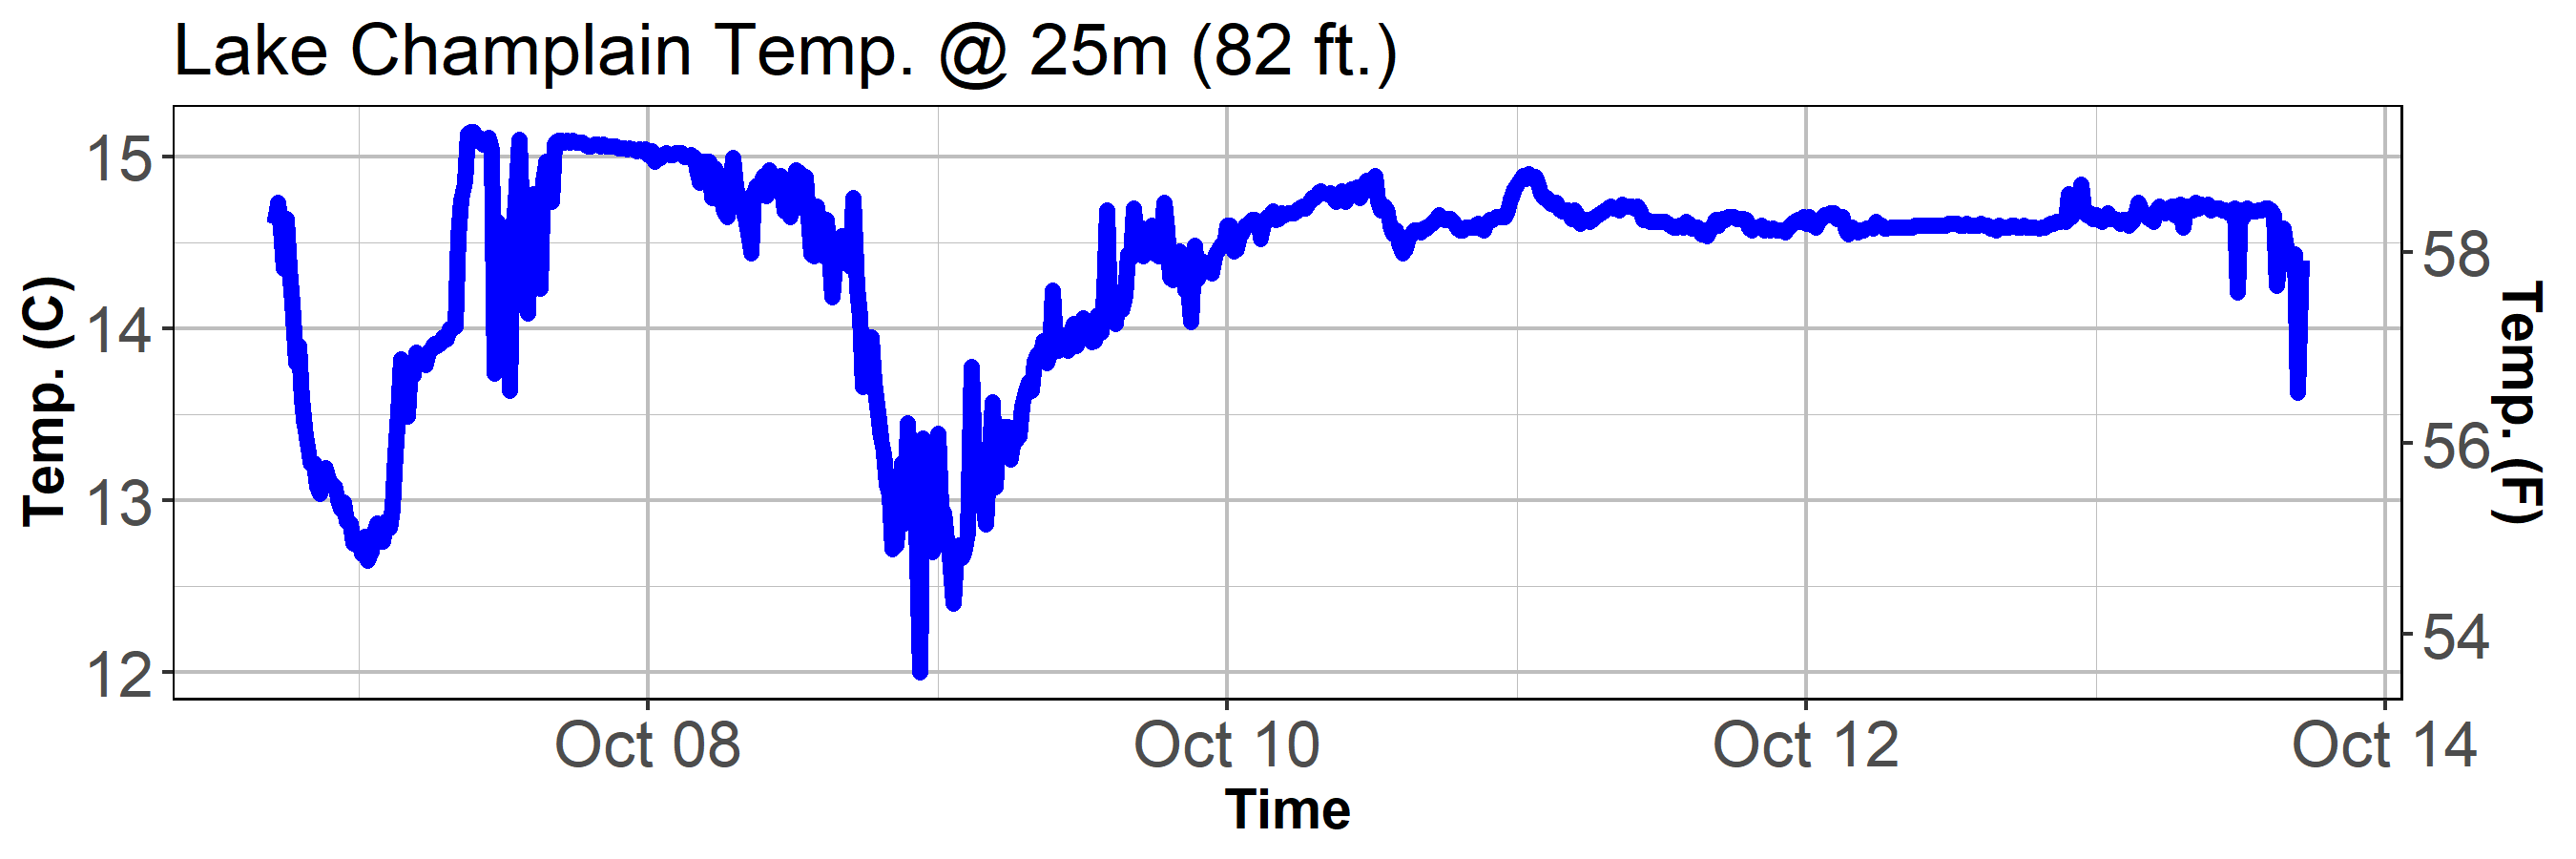 Lake Champlain Temp. @ 25m (82 ft.)
15
14
13
12
Temp. (C)
58
56
54
Temp. (F)
Oct 08
Oct 10
Oct 12
Oct 14
Time